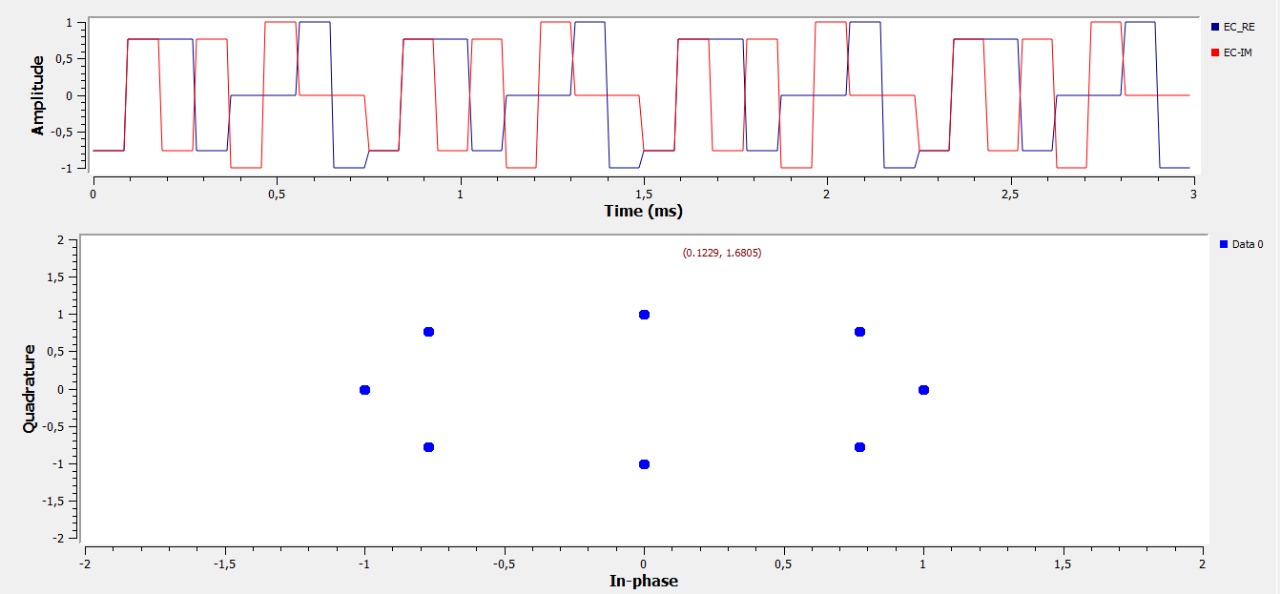 1
0,5
0
-0,5
-1
Amplitude
0 0,5 1 1,5 2 2,5 3
Time (ms)
EC_RE
EC-IM
2
1,5
1
0,5
0
-0,5
-1
-1,5
-2
Quadrature
(0.1229, 1.6805)
Data 0
-2 -1,5 -1 -0,5 0 0,5 1 1,5 2
In-phase